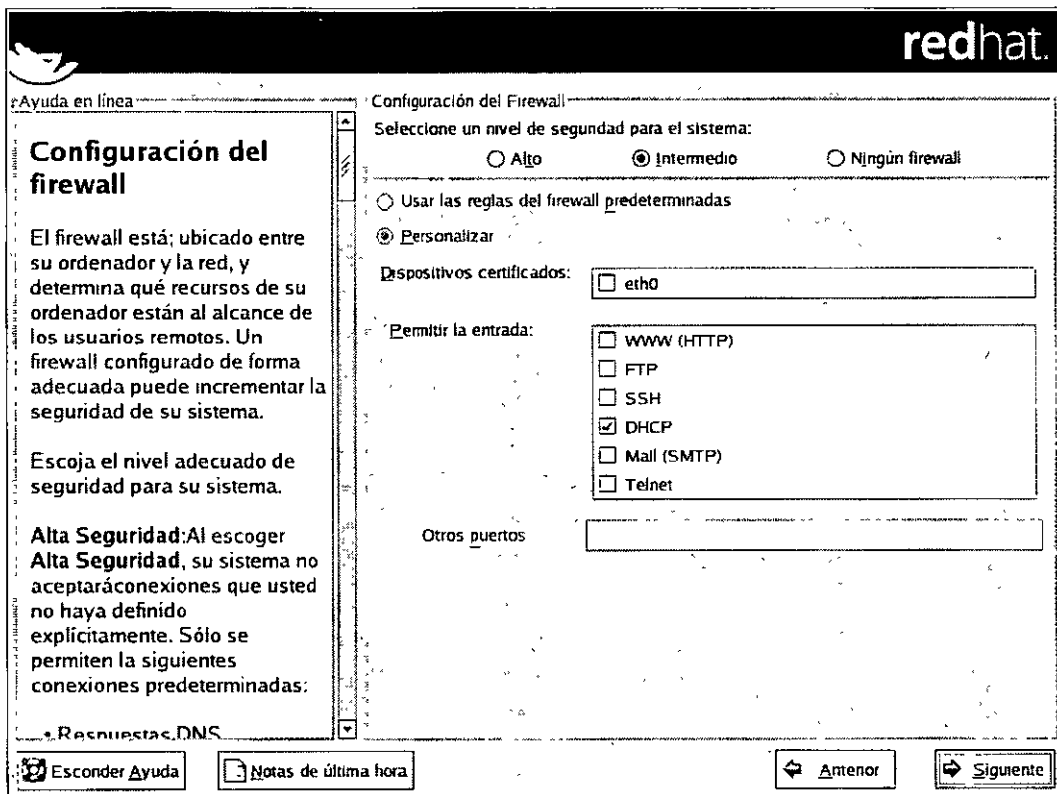 redhat.
Ayuda en línea
Configuración del
firewall
El firewall está; ubicado entre
su ordenador y la red, y
determina qué recursos de su
ordenador están al alcance de
los usuarios remotos. Un
firewall configurado de forma
adecuada puede incrementar la
seguridad de su sistema.
Escoja el nivel adecuado de
seguridad para su sistema.
Alta Seguridad:Al escoger
Alta Seguridad, su sistema no
aceptaráconexiones que usted
no haya definido
explícitamente. Sólo se
permiten la siguientes
conexiones predeterminadas:
• Respuestas DNS
Configuración del Firewall
Seleccione un nivel de seguridad para el sistema:
Alto Intermedio Ningún firewall
Usar las reglas del firewall predeterminadas
Personalizar
Dispositivos certificados:
eth0
Permitir la entrada:
WWW (HTTP)
FTP
SSH
DHCP
Mail (SMTP)
Telnet
Otros puertos
Esconder Ayuda Notas de última hora Anterior Siguiente